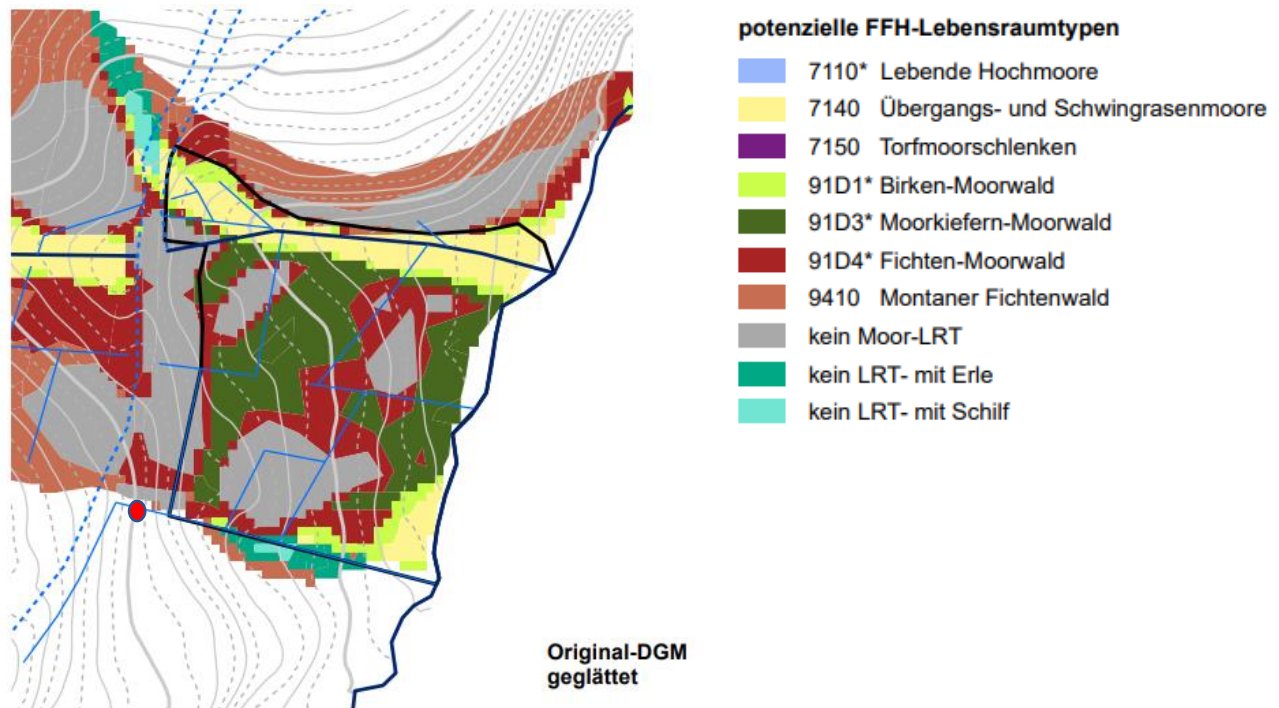 potenzielle FFH-Lebensraumtypen
7110* Lebende Hochmoore
7140 Übergangs- und Schwingrasenmoore
7150 Torfmoorschlenken
91D1* Birken-Moorwald
91D3* Moorkiefern-Moorwald
91D4* Fichten-Moorwald
9410 Montaner Fichtenwald
kein Moor-LRT
kein LRT- mit Erle
kein LRT- mit Schilf
Original-DGM
geglättet